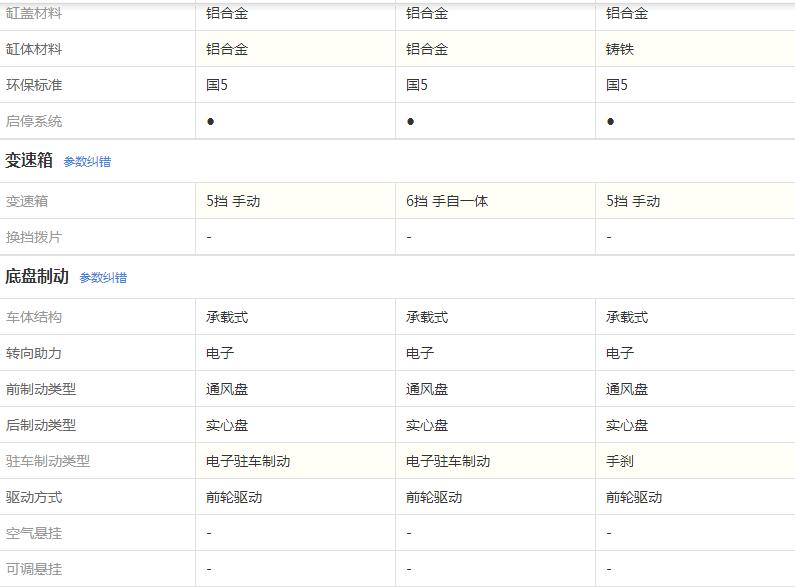 缸盖材料 铝合金 铝合金 铝合金
缸体材料 铝合金 铝合金 铸铁
环保标准 国5 国5 国5
启停系统 ● ● ●
变速箱 参数纠错
变速箱 5挡 手动 6挡 手自一体 5挡 手动
换挡拨片 - - -
底盘制动 参数纠错
车体结构 承载式 承载式 承载式
转向助力 电子 电子 电子
前制动类型 通风盘 通风盘 通风盘
后制动类型 实心盘 实心盘 实心盘
驻车制动类型 电子驻车制动 电子驻车制动 手刹
驱动方式 前轮驱动 前轮驱动 前轮驱动
空气悬挂 - - -
可调悬挂 - - -